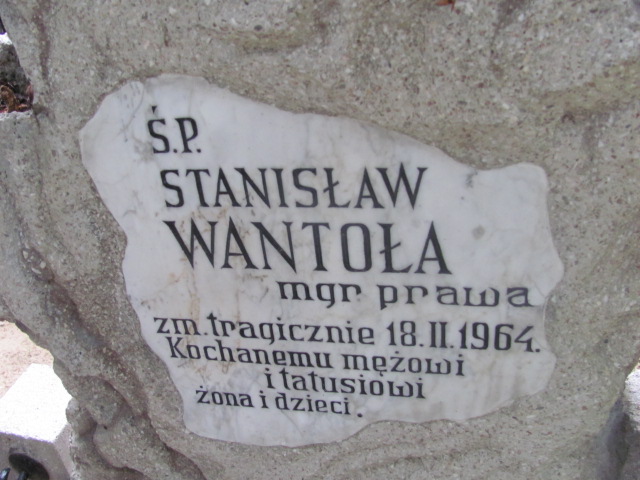 Ś.P.
STANISŁAW
WANTOŁA
mgr prawa
zm. tragicznie 18.II.1964.
Kochanemu mężowi
i tatusiowi
żona i dzieci.